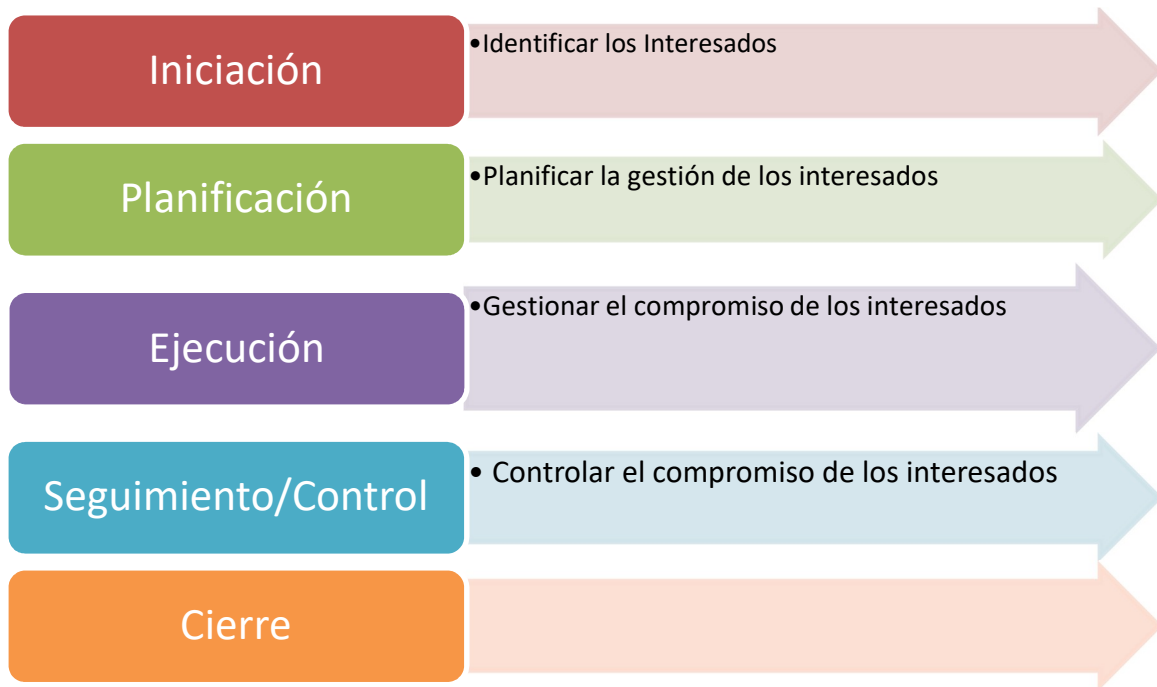 Iniciación
•Identificar los Interesados
Planificación
•Planificar la gestión de los interesados
Ejecución
•Gestionar el compromiso de los interesados
Seguimiento/Control
• Controlar el compromiso de los interesados
Cierre